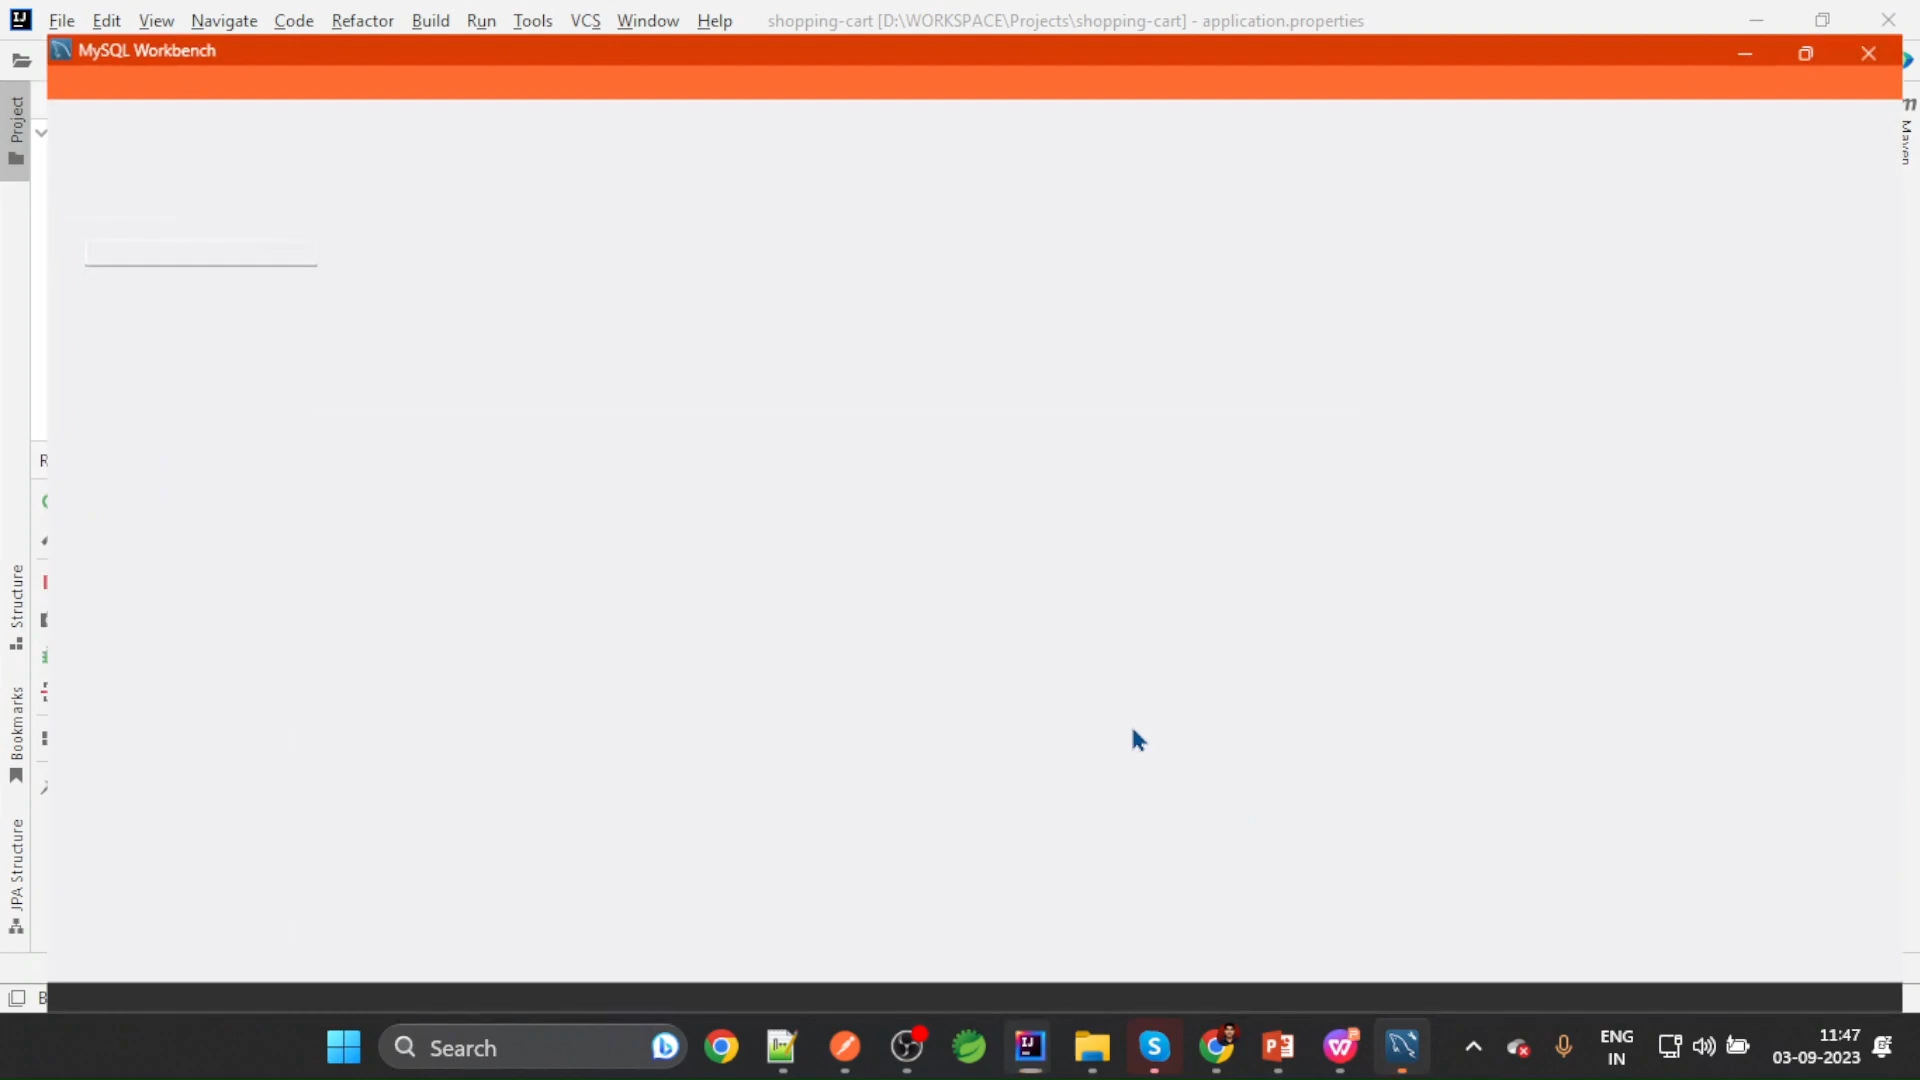 File Edit View Navigate Code Refactor Build Run Tools VCS Window Help shopping-cart [D:\WORKSPACE\Projects\shopping-cart] - application.properties
MySQL Workbench
Project
Maven
R
Structure
Bookmarks
JPA Structure
B
Search
ENG
IN
11:47
03-09-2023